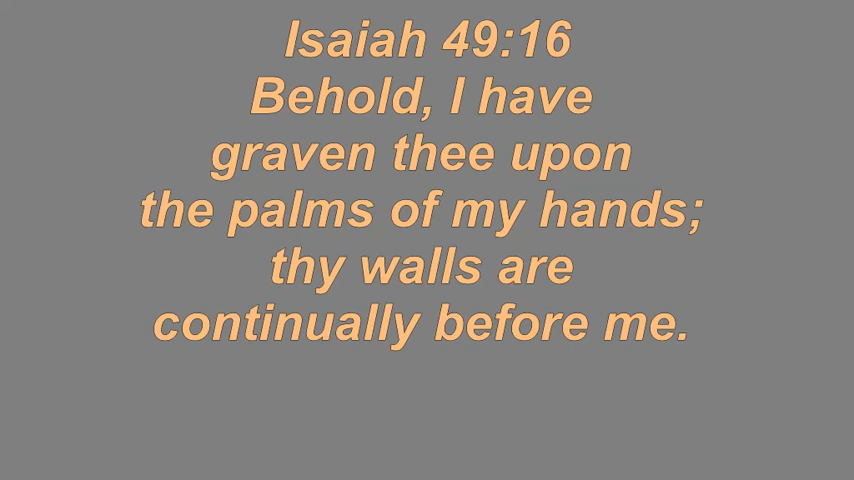 Isaiah 49:16
Behold, I have
graven thee upon
the palms of my hands;
thy walls are
continually before me.